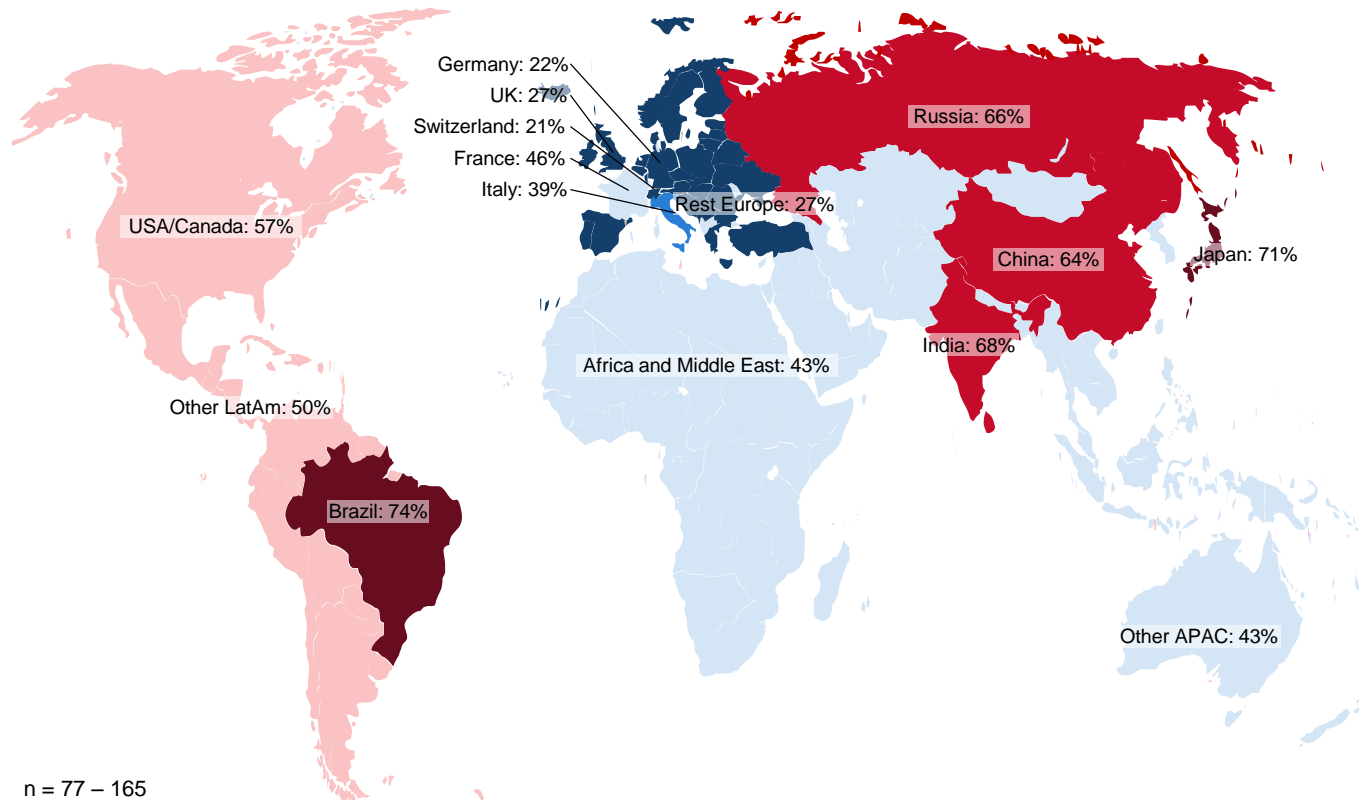 Germany: 22%
UK: 27%
Switzerland: 21%
France: 46%
Italy: 39%
Russia: 66%
Rest Europe: 27%
USA/Canada: 57%
China: 64%
Japan: 71%
India: 68%
Africa and Middle East: 43%
Other LatAm: 50%
Brazil: 74%
Other APAC: 43%
n = 77 – 165